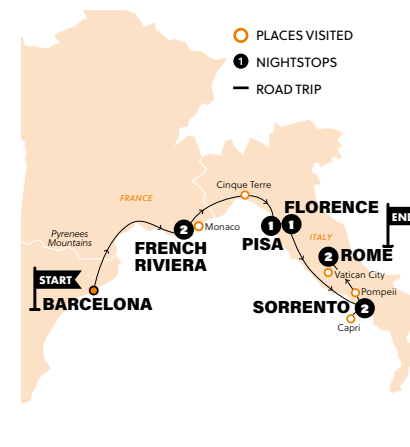 PLACES VISITED
1 NIGHTSTOPS
ROAD TRIP
Cinque Terre
FRANCE
FLORENCE
2
Monaco
1 1
END
Pyrenees
Mountains
FRENCH
RIVIERA
PISA
ITALY
2 ROME
START
Vatican City
BARCELONA
Pompeii
SORRENTO 2
Capri